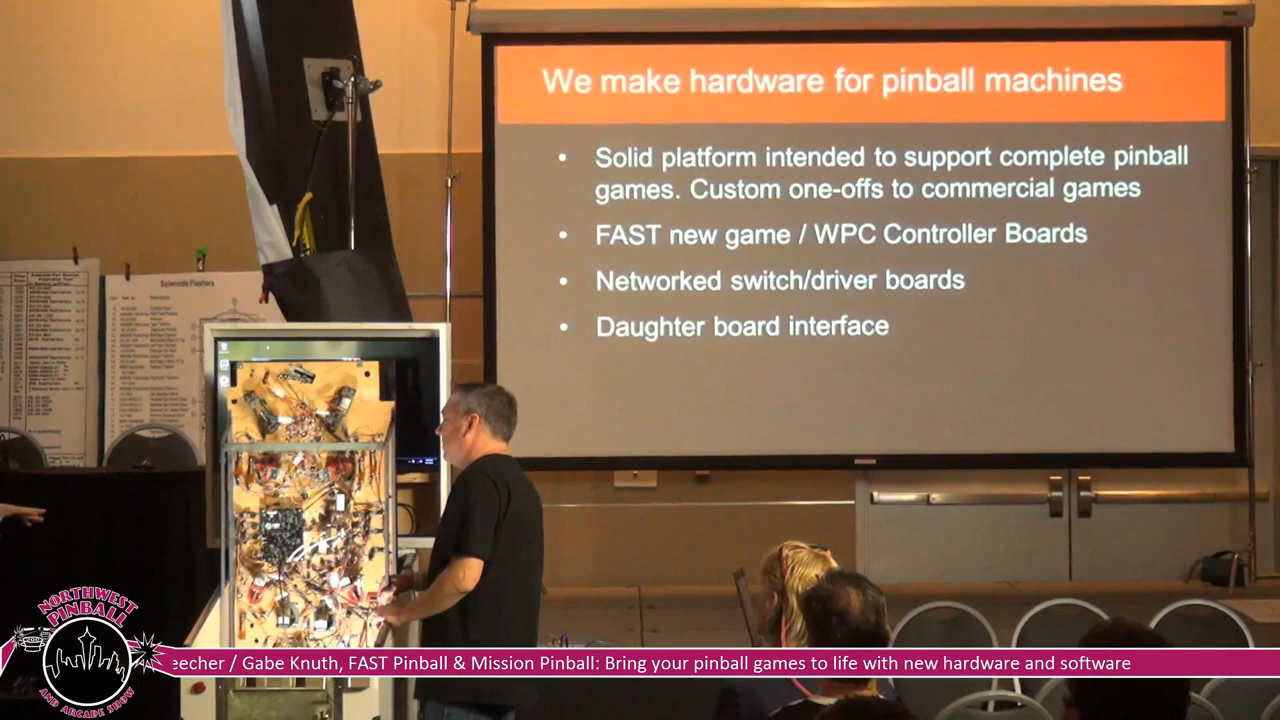 We make hardware for pinball machines
• Solid platform intended to support complete pinball
games. Custom one-offs to commercial games
• FAST new game / WPC Controller Boards
• Networked switch/driver boards
• Daughter board interface
Solenoids Flashers
NORTHWEST
PINBALL
AND ARCADE SHOW
eecher / Gabe Knuth, FAST Pinball & Mission Pinball: Bring your pinball games to life with new hardware and software